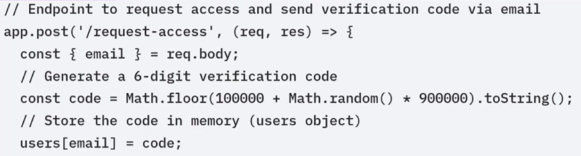 // Endpoint to request access and send verification code via email
app.post('/request-access', (req, res) => {
  const { email } = req.body;
  // Generate a 6-digit verification code
  const code = Math.floor(100000 + Math.random() * 900000).toString();
  // Store the code in memory (users object)
  users[email] = code;